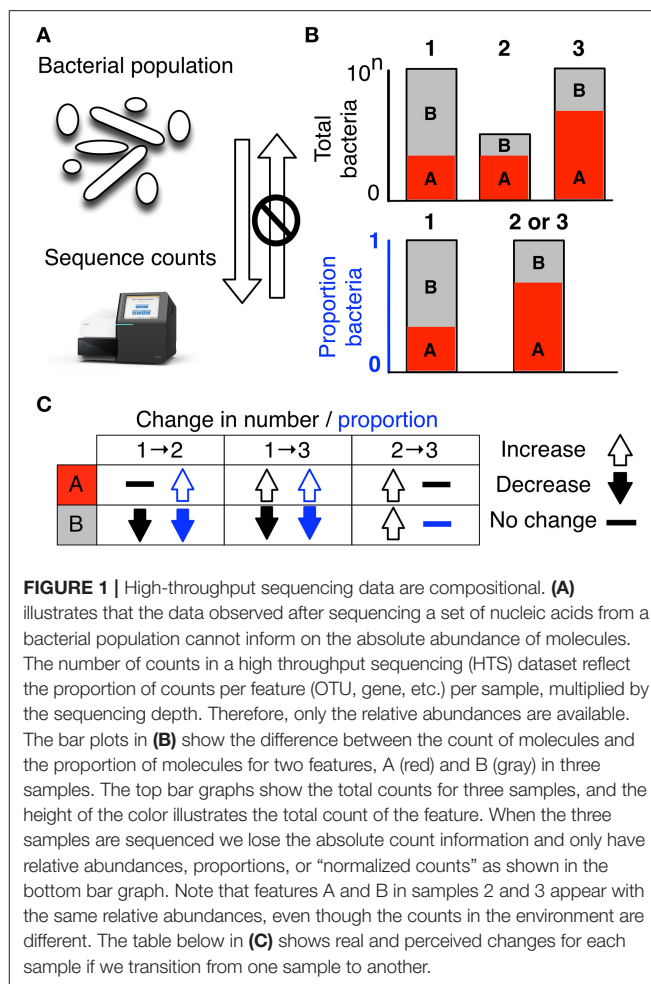 A
Bacterial population
Sequence counts
B
1 2 3
10n
Total
bacteria
0
B
A
B
A
B
A
1 2 or 3
1
Proportion
bacteria
0
B
A
B
A
C
Change in number / proportion
1→2 1→3 2→3
A
B
Increase
Decrease
No change
FIGURE 1 | High-throughput sequencing data are compositional. (A)
illustrates that the data observed after sequencing a set of nucleic acids from a
bacterial population cannot inform on the absolute abundance of molecules.
The number of counts in a high throughput sequencing (HTS) dataset reflect
the proportion of counts per feature (OTU, gene, etc.) per sample, multiplied by
the sequencing depth. Therefore, only the relative abundances are available.
The bar plots in (B) show the difference between the count of molecules and
the proportion of molecules for two features, A (red) and B (gray) in three
samples. The top bar graphs show the total counts for three samples, and the
height of the color illustrates the total count of the feature. When the three
samples are sequenced we lose the absolute count information and only have
relative abundances, proportions, or “normalized counts” as shown in the
bottom bar graph. Note that features A and B in samples 2 and 3 appear with
the same relative abundances, even though the counts in the environment are
different. The table below in (C) shows real and perceived changes for each
sample if we transition from one sample to another.